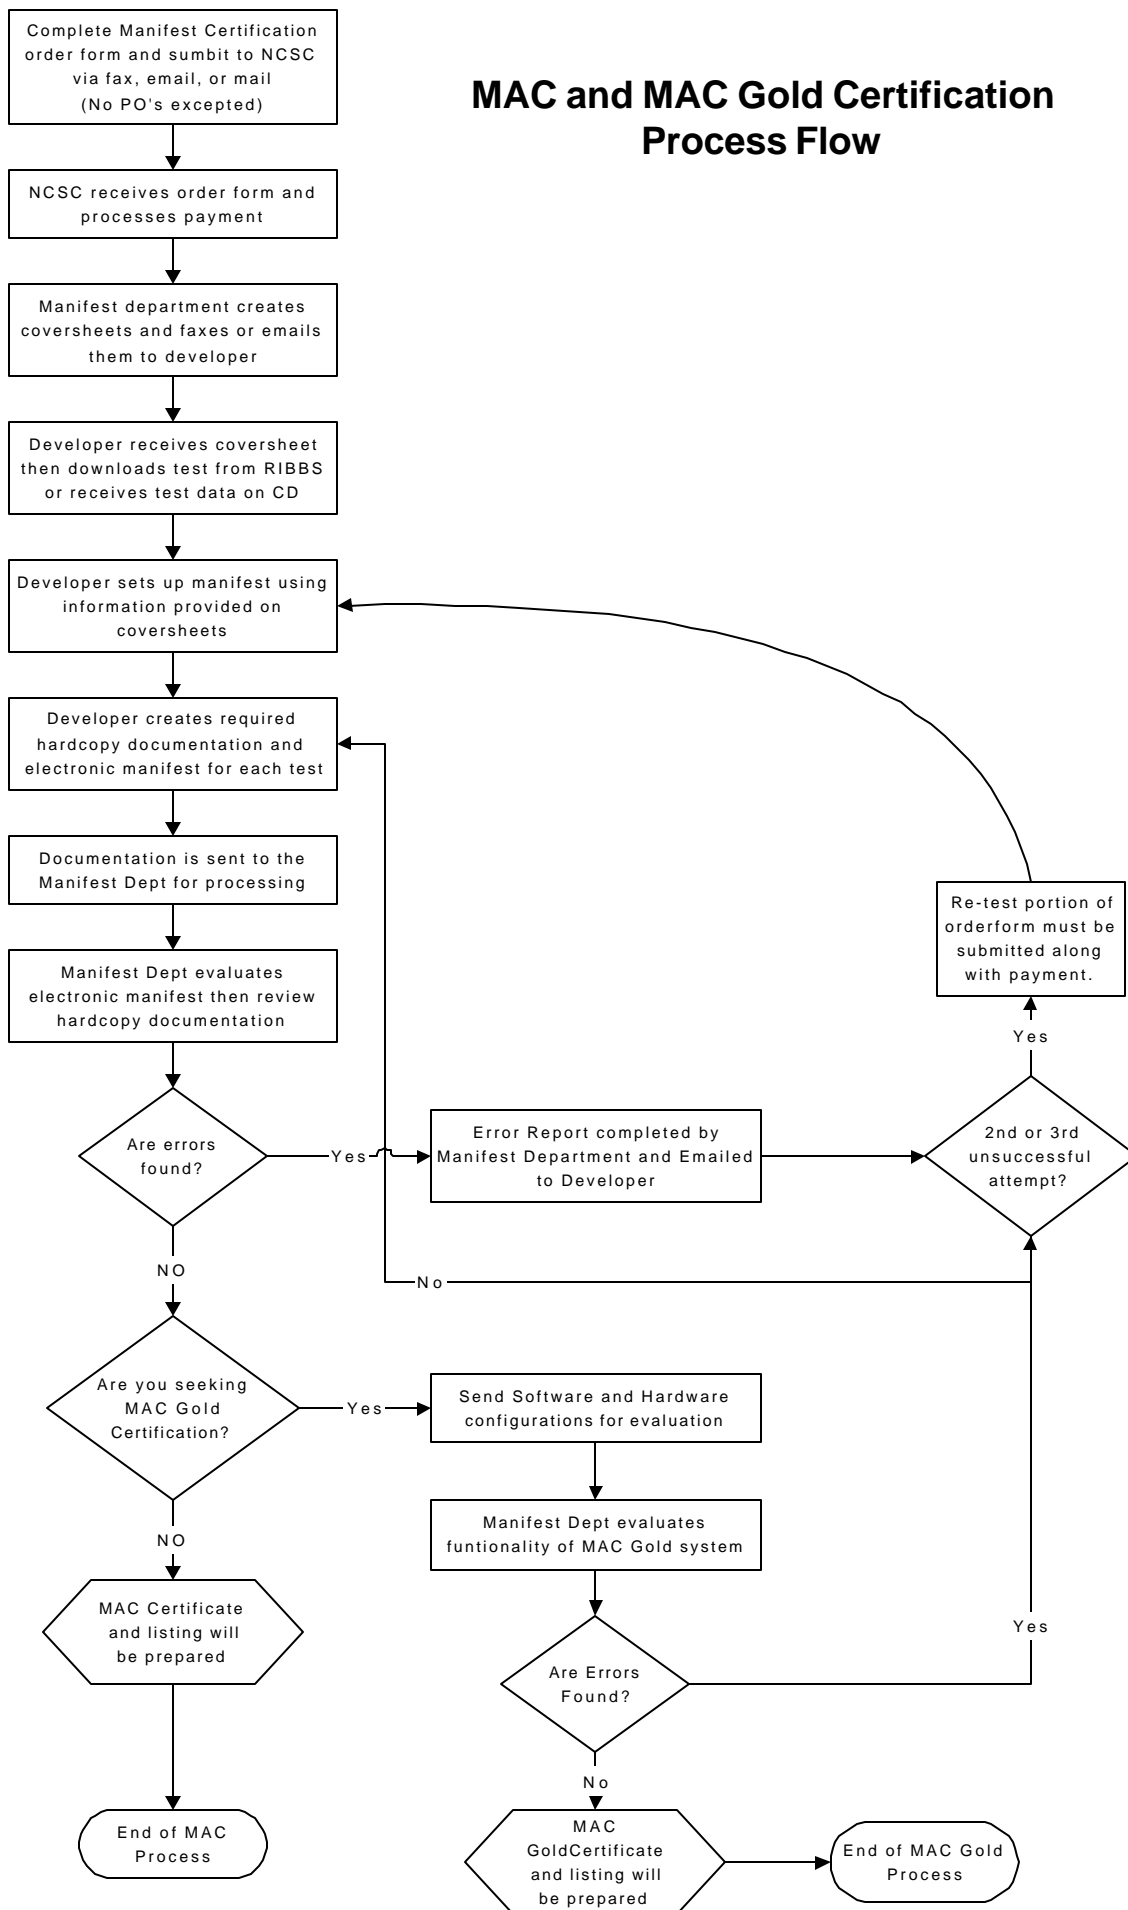 MAC and MAC Gold Certification
Process Flow
Complete Manifest Certification
order form and sumbit to NCSC
via fax, email, or mail
(No PO's excepted)
NCSC receives order form and
processes payment
Manifest department creates
coversheets and faxes or emails
them to developer
Developer receives coversheet
then downloads test from RIBBS
or receives test data on CD
Developer sets up manifest using
information provided on
coversheets
Developer creates required
hardcopy documentation and
electronic manifest for each test
Documentation is sent to the
Manifest Dept for processing
Manifest Dept evaluates
electronic manifest then review
hardcopy documentation
Are errors
found?
Yes
Error Report completed by
Manifest Department and Emailed
to Developer
2nd or 3rd
unsuccessful
attempt?
Yes
Re-test portion of
orderform must be
submitted along
with payment.
No
NO
Are you seeking
MAC Gold
Certification?
Yes
Send Software and Hardware
configurations for evaluation
Manifest Dept evaluates
funtionality of MAC Gold system
Are Errors
Found?
Yes
No
MAC
GoldCertificate
and listing will
be prepared
End of MAC Gold
Process
NO
MAC Certificate
and listing will
be prepared
End of MAC
Process